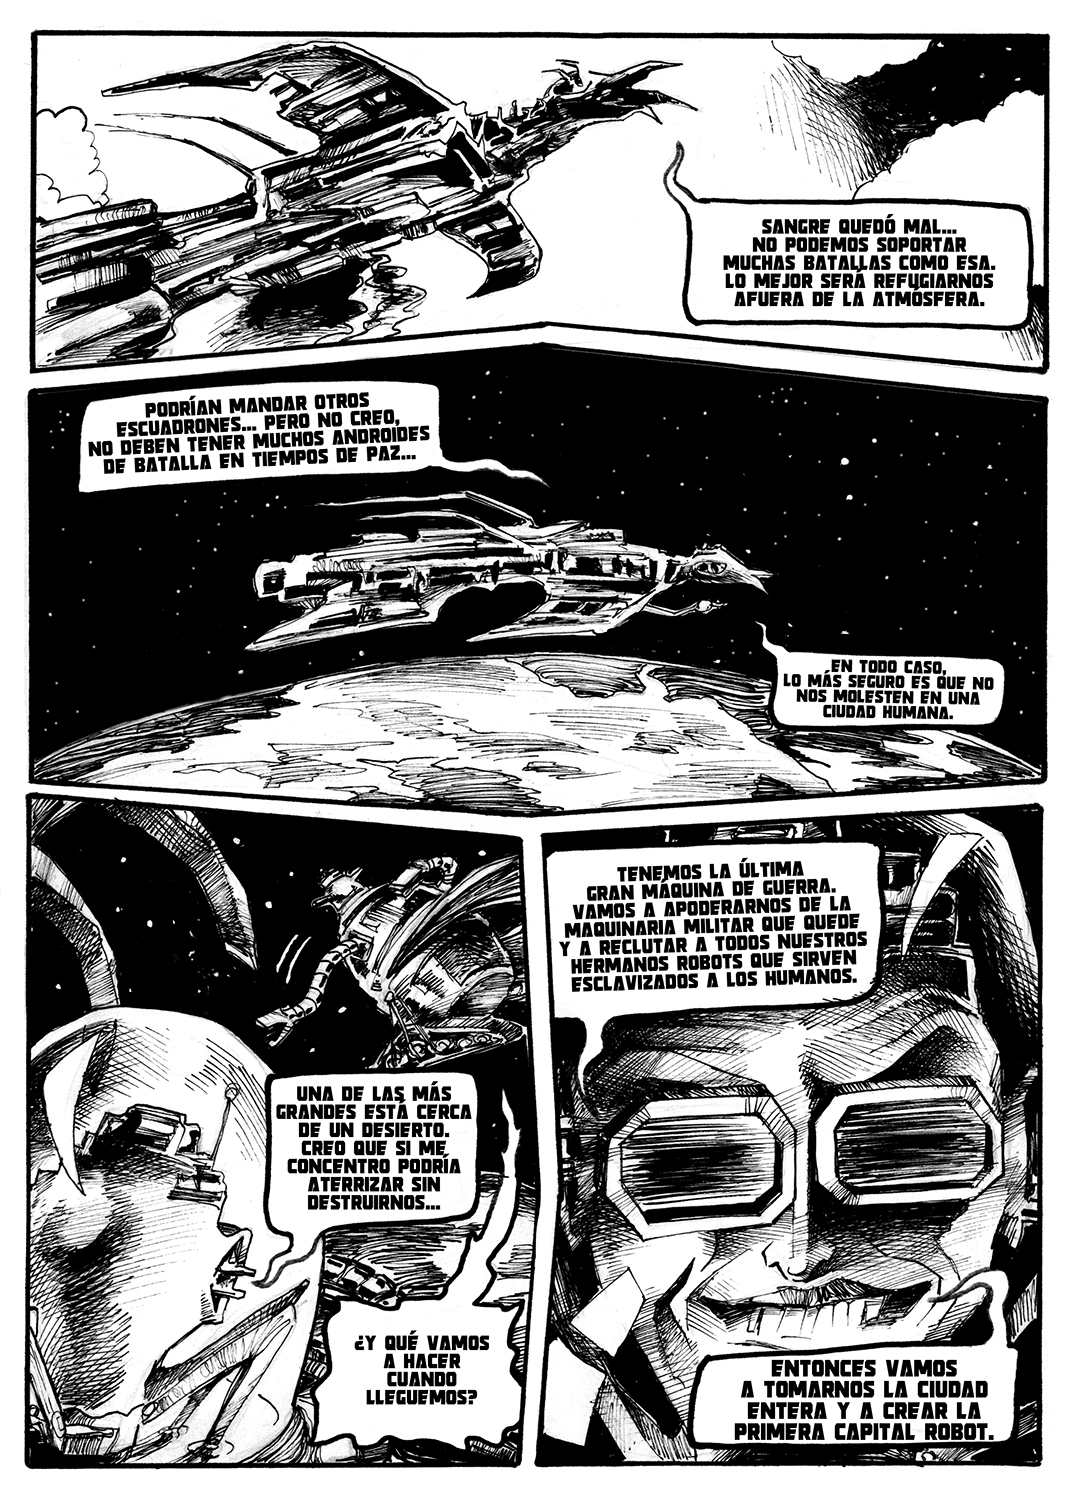 SANGRE QUEDÓ MAL...
NO PODEMOS SOPORTAR
MUCHAS BATALLAS COMO ESA.
LO MEJOR SERÁ REFUGIARNOS
AFUERA DE LA ATMÓSFERA.
PODRÍAN MANDAR OTROS
ESCUADRONES... PERO NO CREO,
NO DEBEN TENER MUCHOS ANDROIDES
DE BATALLA EN TIEMPOS DE PAZ...
EN TODO CASO,
LO MÁS SEGURO ES QUE NO
NOS MOLESTEN EN UNA
CIUDAD HUMANA.
UNA DE LAS MÁS
GRANDES ESTÁ CERCA
DE UN DESIERTO.
CREO QUE SI ME
CONCENTRO PODRÍA
ATERRIZAR SIN
DESTRUIRNOS...
¿Y QUÉ VAMOS
A HACER
CUANDO
LLEGUEMOS?
TENEMOS LA ÚLTIMA
GRAN MÁQUINA DE GUERRA.
VAMOS A APODERARNOS DE LA
MAQUINARIA MILITAR QUE QUEDE
Y A RECLUTAR A TODOS NUESTROS
HERMANOS ROBOTS QUE SIRVEN
ESCLAVIZADOS A LOS HUMANOS.
ENTONCES VAMOS
A TOMARNOS LA CIUDAD
ENTERA Y A CREAR LA
PRIMERA CAPITAL ROBOT.